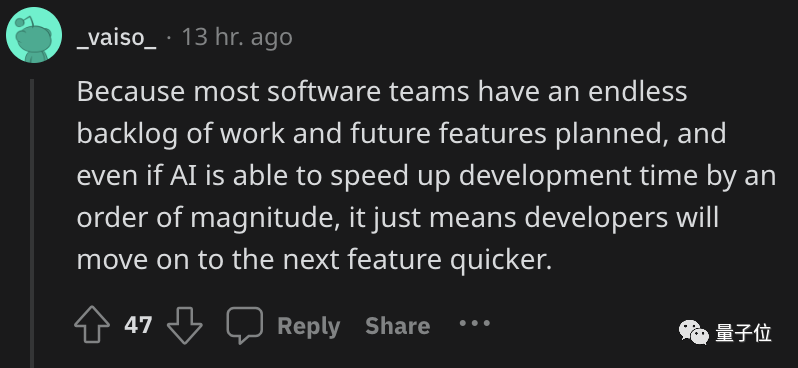 _vaiso_ · 13 hr. ago
Because most software teams have an endless
backlog of work and future features planned, and
even if AI is able to speed up development time by an
order of magnitude, it just means developers will
move on to the next feature quicker.
47 Reply Share ···
量子位